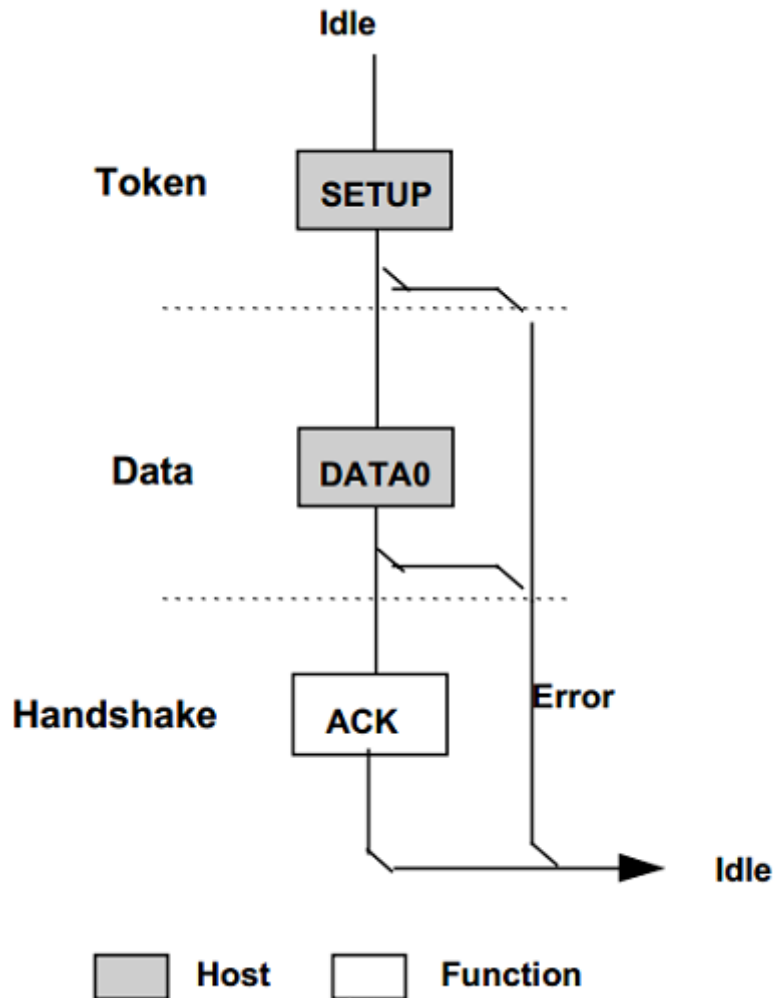 Idle
Token
SETUP
Data
DATA0
Handshake
ACK
Error
Idle
Host
Function